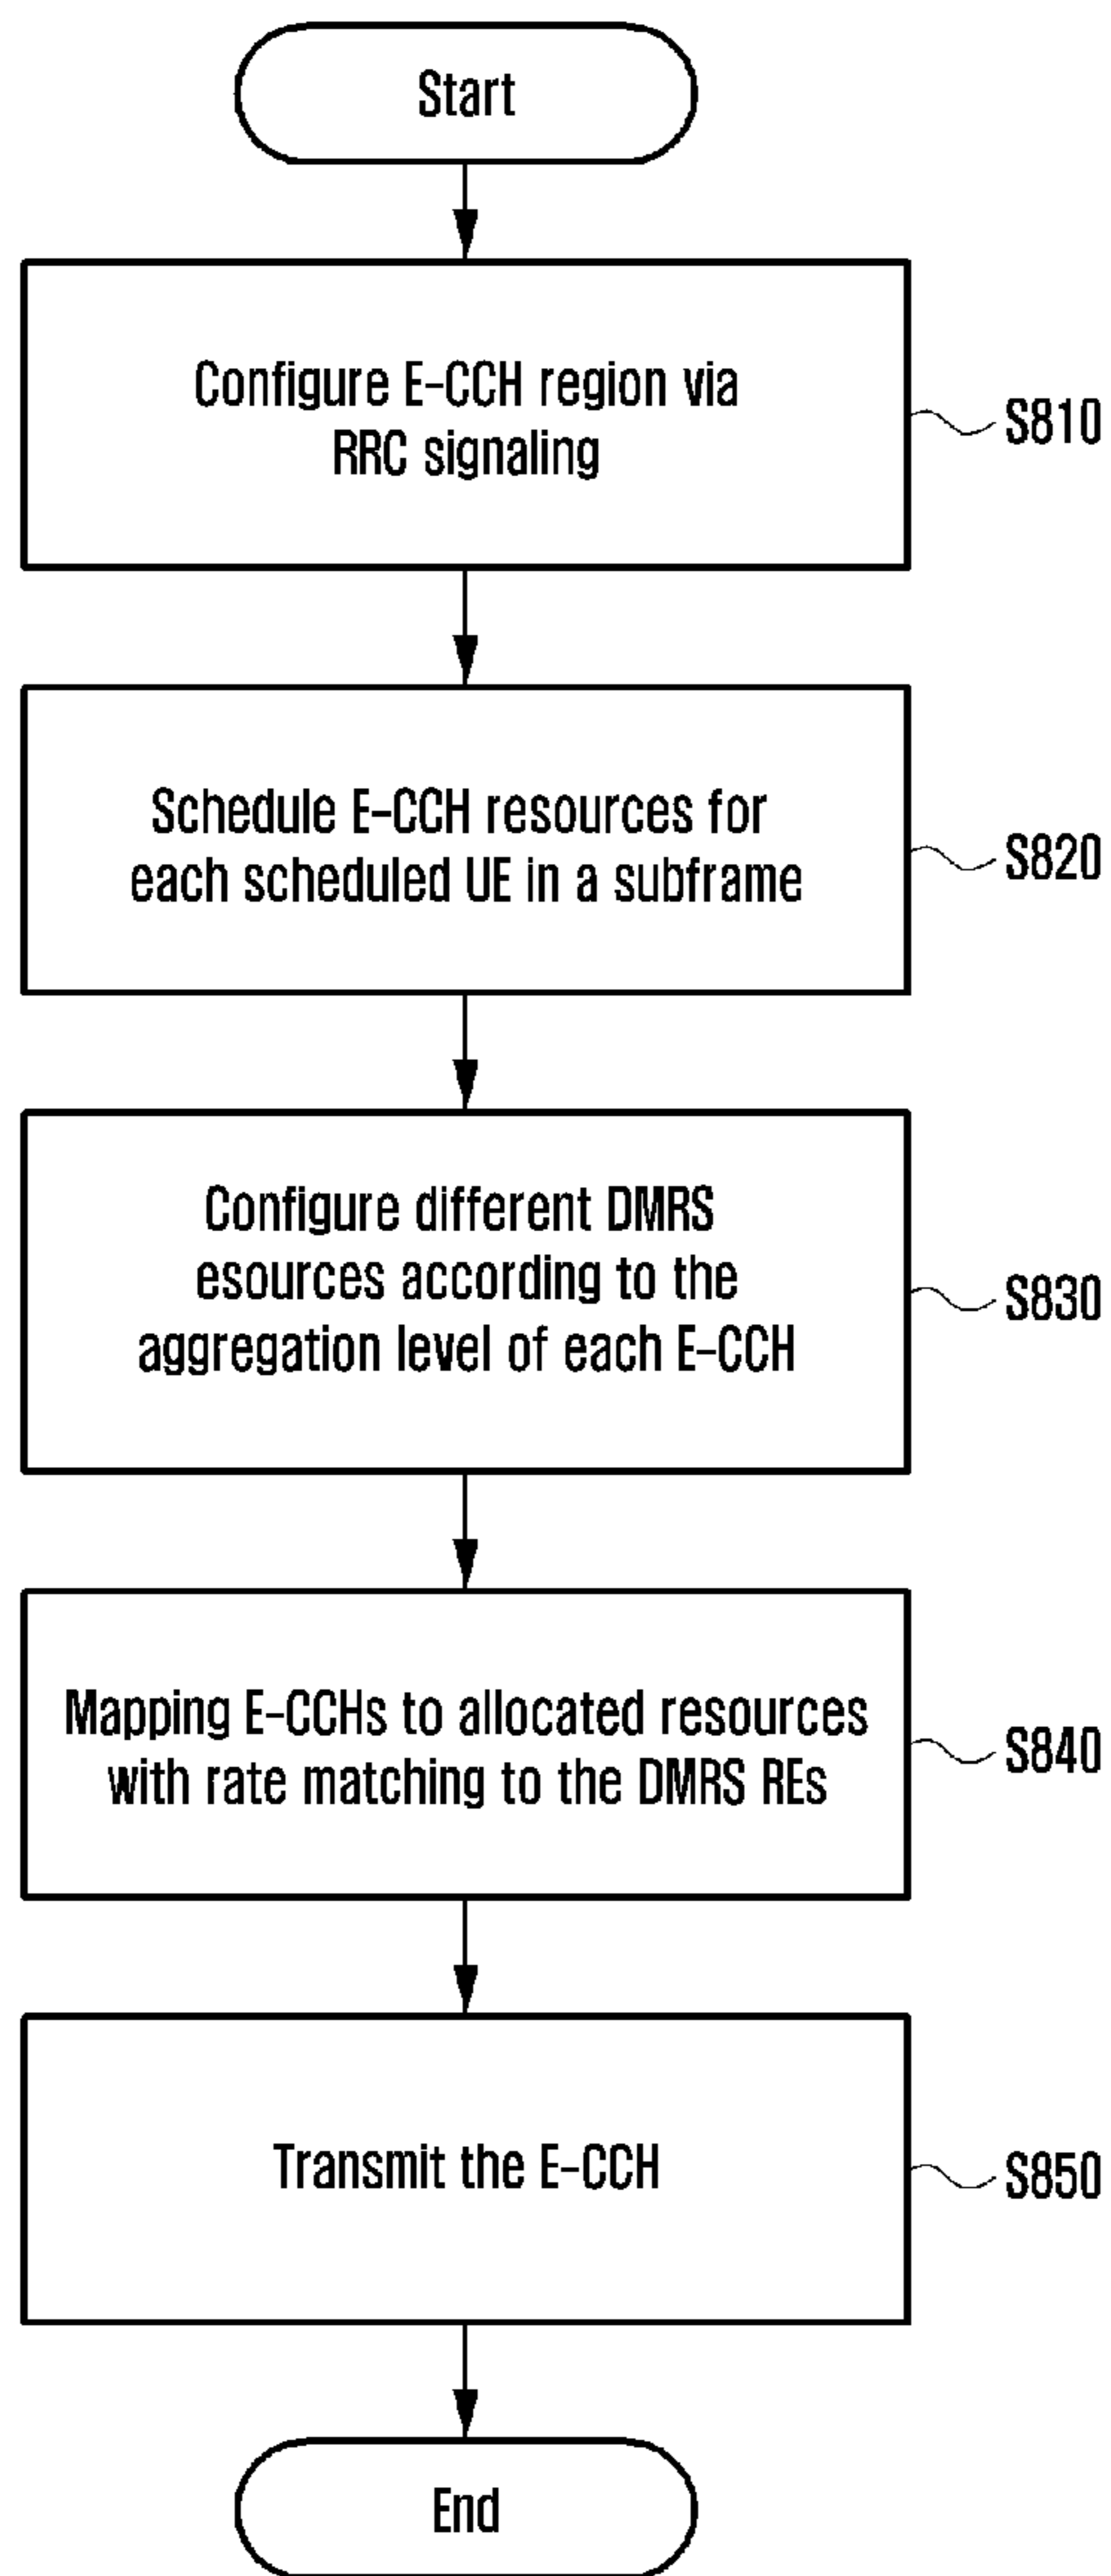 Start
Configure E-CCH region via
RRC signaling
S810
Schedule E-CCH resources for
each scheduled UE in a subframe
S820
Configure different DMRS
esources according to the
aggregation level of each E-CCH
S830
Mapping E-CCHs to allocated resources
with rate matching to the DMRS REs
S840
Transmit the E-CCH
S850
End